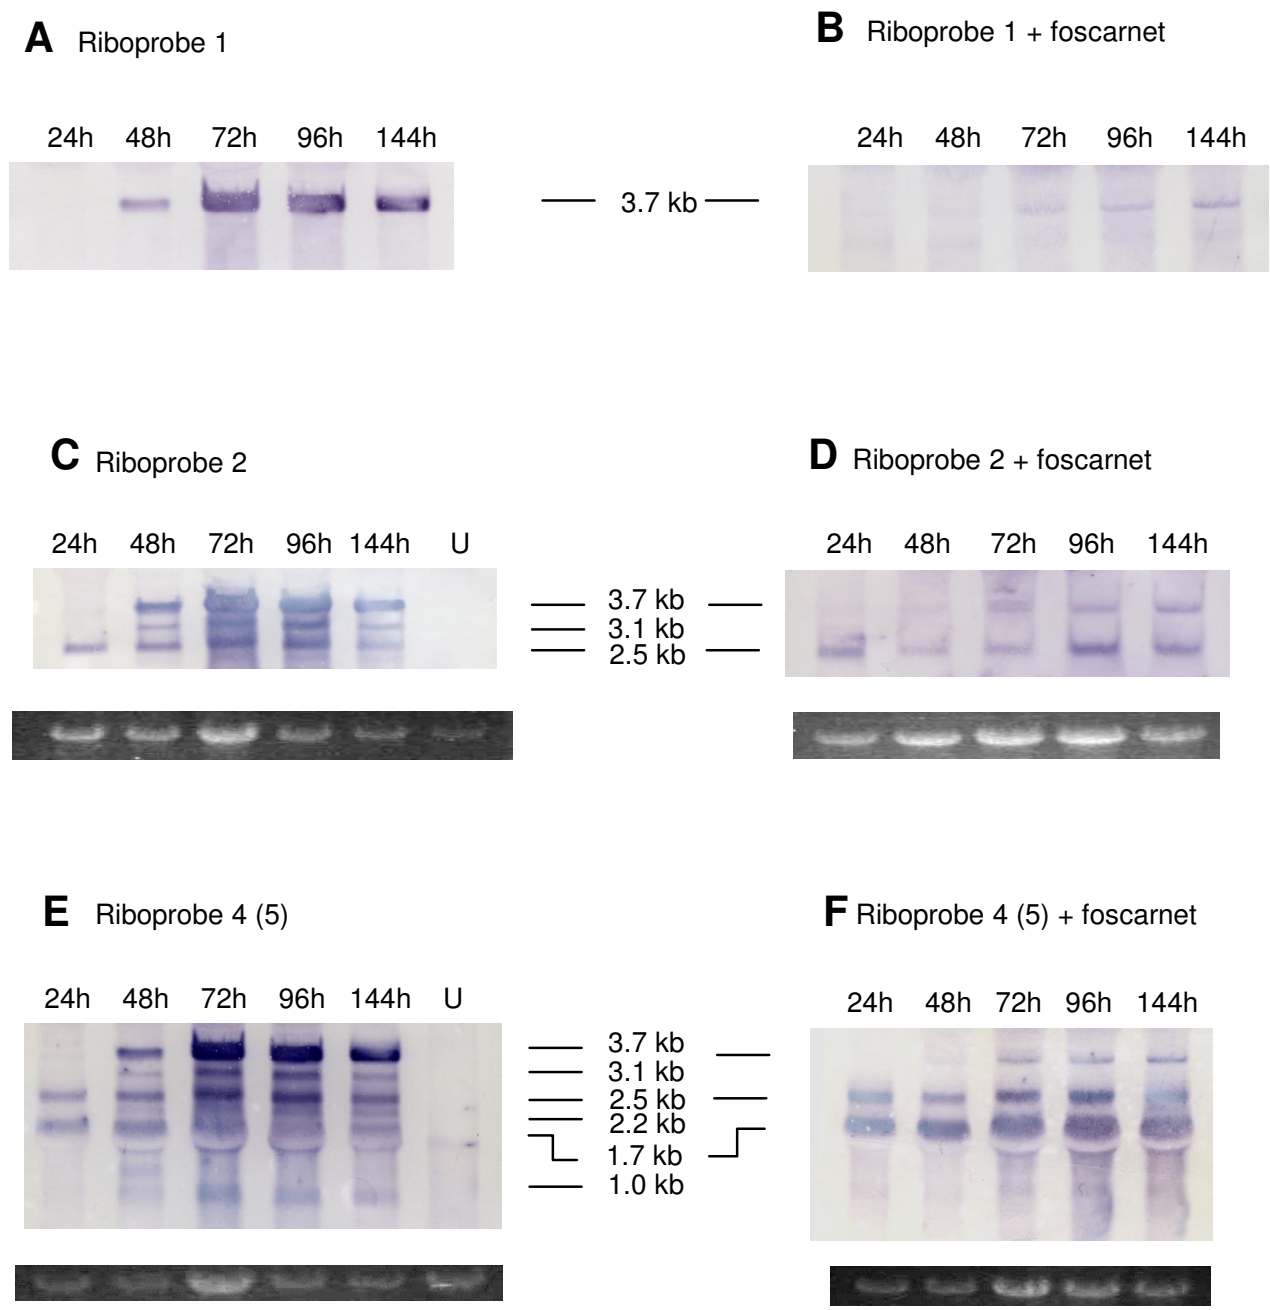 A Riboprobe 1
B Riboprobe 1 + foscarnet
24h 48h 72h 96h 144h
24h 48h 72h 96h 144h
3.7 kb
C Riboprobe 2
D Riboprobe 2 + foscarnet
24h 48h 72h 96h 144h U
24h 48h 72h 96h 144h
3.7 kb
3.1 kb
2.5 kb
E Riboprobe 4 (5)
F Riboprobe 4 (5) + foscarnet
24h 48h 72h 96h 144h U
24h 48h 72h 96h 144h
3.7 kb
3.1 kb
2.5 kb
2.2 kb
1.7 kb
1.0 kb